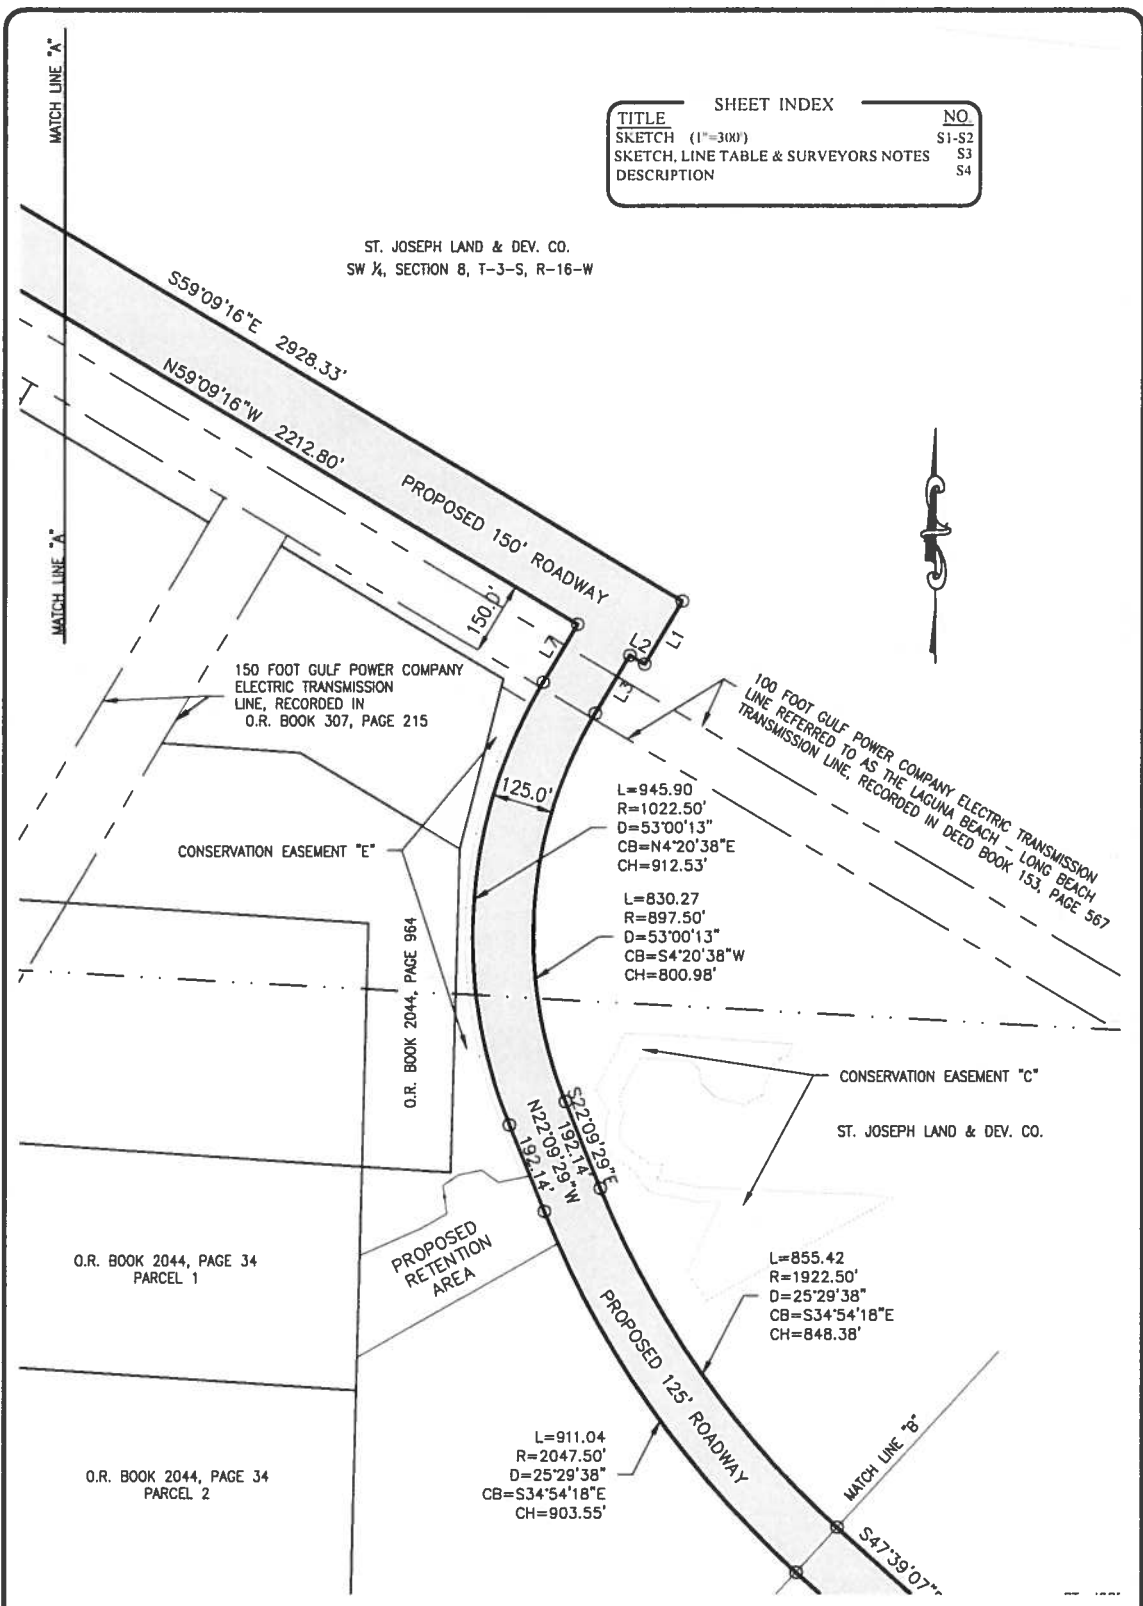 MATCH LINE "A"
SHEET INDEX
TITLE NO.
SKETCH (1"=300') S1-S2
SKETCH, LINE TABLE & SURVEYORS NOTES S3
DESCRIPTION S4
ST. JOSEPH LAND & DEV. CO.
SW ¼, SECTION 8, T-3-S, R-16-W
S59°09'16"E 2928.33'
N59°09'16"W 2212.80'
PROPOSED 150' ROADWAY
MATCH LINE "A"
150.0'
L7
L2
L1
L3
150 FOOT GULF POWER COMPANY
ELECTRIC TRANSMISSION
LINE, RECORDED IN
O.R. BOOK 307, PAGE 215
100 FOOT GULF POWER COMPANY ELECTRIC TRANSMISSION
LINE REFERRED TO AS THE LAGUNA BEACH - LONG BEACH
TRANSMISSION LINE, RECORDED IN DEED BOOK 153, PAGE 567
125.0'
L=945.90
R=1022.50'
D=53°00'13"
CB=N4°20'38"E
CH=912.53'
CONSERVATION EASEMENT "E"
L=830.27
R=897.50'
D=53°00'13"
CB=S4°20'38"W
CH=800.98'
O.R. BOOK 2044, PAGE 964
CONSERVATION EASEMENT "C"
ST. JOSEPH LAND & DEV. CO.
S22°09'29"E
192.14'
N22°09'29"W
192.14'
PROPOSED
RETENTION
AREA
O.R. BOOK 2044, PAGE 34
PARCEL 1
L=855.42
R=1922.50'
D=25°29'38"
CB=S34°54'18"E
CH=848.38'
PROPOSED 125' ROADWAY
L=911.04
R=2047.50'
D=25°29'38"
CB=S34°54'18"E
CH=903.55'
O.R. BOOK 2044, PAGE 34
PARCEL 2
MATCH LINE "B"
S47°39'07"